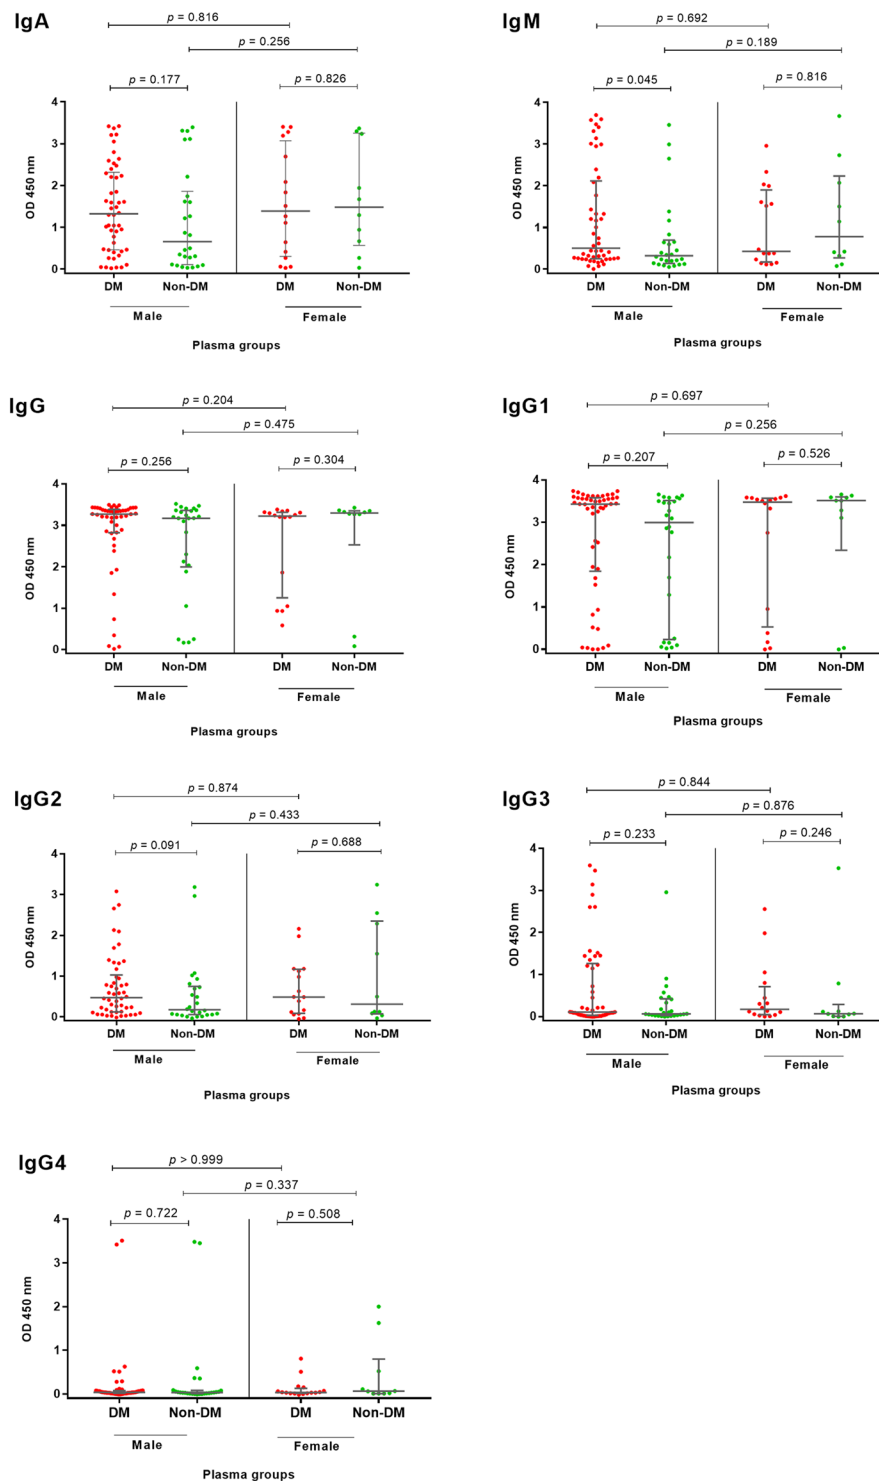 IgA
p = 0.816
p = 0.256
p = 0.177
p = 0.826
OD 450 nm
4
3
2
1
0
DM
Non-DM
DM
Non-DM
Male
Female
Plasma groups
IgM
p = 0.692
p = 0.189
p = 0.045
p = 0.816
OD 450 nm
4
3
2
1
0
DM
Non-DM
DM
Non-DM
Male
Female
Plasma groups
IgG
p = 0.204
p = 0.475
p = 0.256
p = 0.304
OD 450 nm
4
3
2
1
0
DM
Non-DM
DM
Non-DM
Male
Female
Plasma groups
IgG1
p = 0.697
p = 0.256
p = 0.207
p = 0.526
OD 450 nm
4
3
2
1
0
DM
Non-DM
DM
Non-DM
Male
Female
Plasma groups
IgG2
p = 0.874
p = 0.433
p = 0.091
p = 0.688
OD 450 nm
4
3
2
1
0
DM
Non-DM
DM
Non-DM
Male
Female
Plasma groups
IgG3
p = 0.844
p = 0.876
p = 0.233
p = 0.246
OD 450 nm
4
3
2
1
0
DM
Non-DM
DM
Non-DM
Male
Female
Plasma groups
IgG4
p > 0.999
p = 0.337
p = 0.722
p = 0.508
OD 450 nm
4
3
2
1
0
DM
Non-DM
DM
Non-DM
Male
Female
Plasma groups